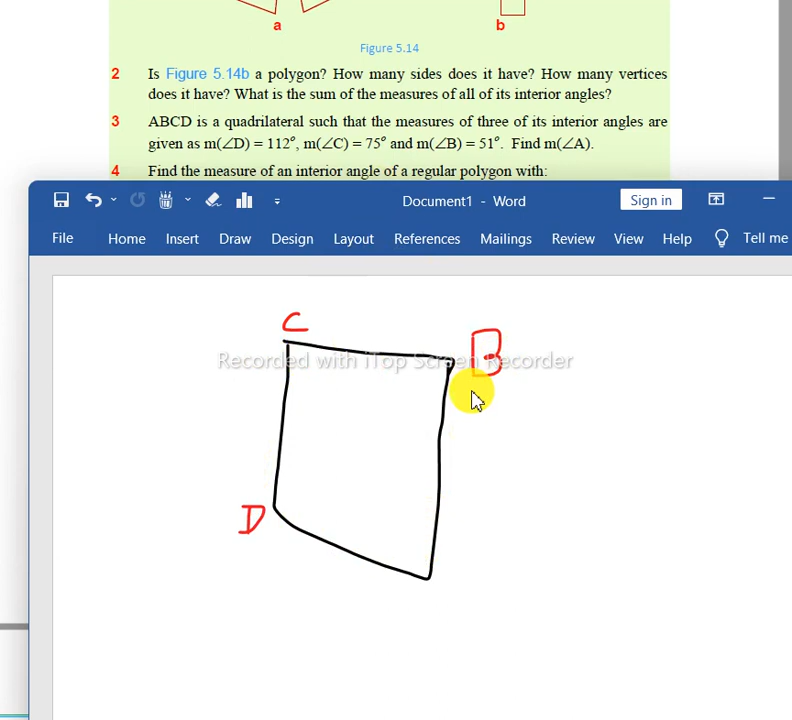 a
b
Figure 5.14
2 Is Figure 5.14b a polygon? How many sides does it have? How many vertices
does it have? What is the sum of the measures of all of its interior angles?
3 ABCD is a quadrilateral such that the measures of three of its interior angles are
given as m(∠D) = 112°, m(∠C) = 75° and m(∠B) = 51°. Find m(∠A).
4 Find the measure of an interior angle of a regular polygon with:
Document1 - Word
Sign in
File Home Insert Draw Design Layout References Mailings Review View Help Tell me
C
B
Recorded with iTop Screen Recorder
D